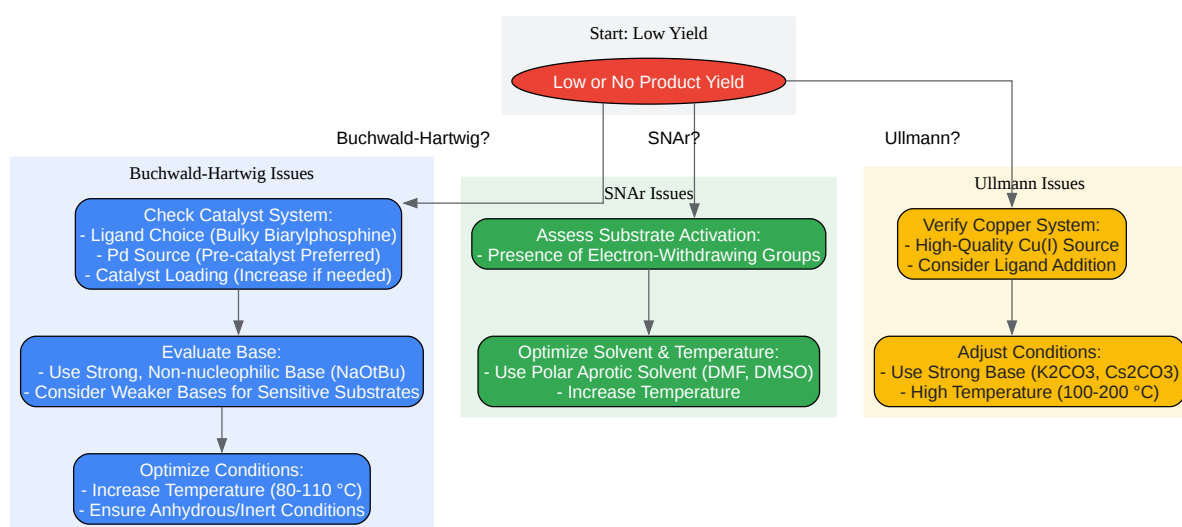 Start: Low Yield
Low or No Product Yield
Buchwald-Hartwig?
SNAr?
Ullmann?
Buchwald-Hartwig Issues
Check Catalyst System:
- Ligand Choice (Bulky Biarylphosphine)
- Pd Source (Pre-catalyst Preferred)
- Catalyst Loading (Increase if needed)
Evaluate Base:
- Use Strong, Non-nucleophilic Base (NaOtBu)
- Consider Weaker Bases for Sensitive Substrates
Optimize Conditions:
- Increase Temperature (80-110 °C)
- Ensure Anhydrous/Inert Conditions
SNAr Issues
Assess Substrate Activation:
- Presence of Electron-Withdrawing Groups
Optimize Solvent & Temperature:
- Use Polar Aprotic Solvent (DMF, DMSO)
- Increase Temperature
Ullmann Issues
Verify Copper System:
- High-Quality Cu(I) Source
- Consider Ligand Addition
Adjust Conditions:
- Use Strong Base (K2CO3, Cs2CO3)
- High Temperature (100-200 °C)